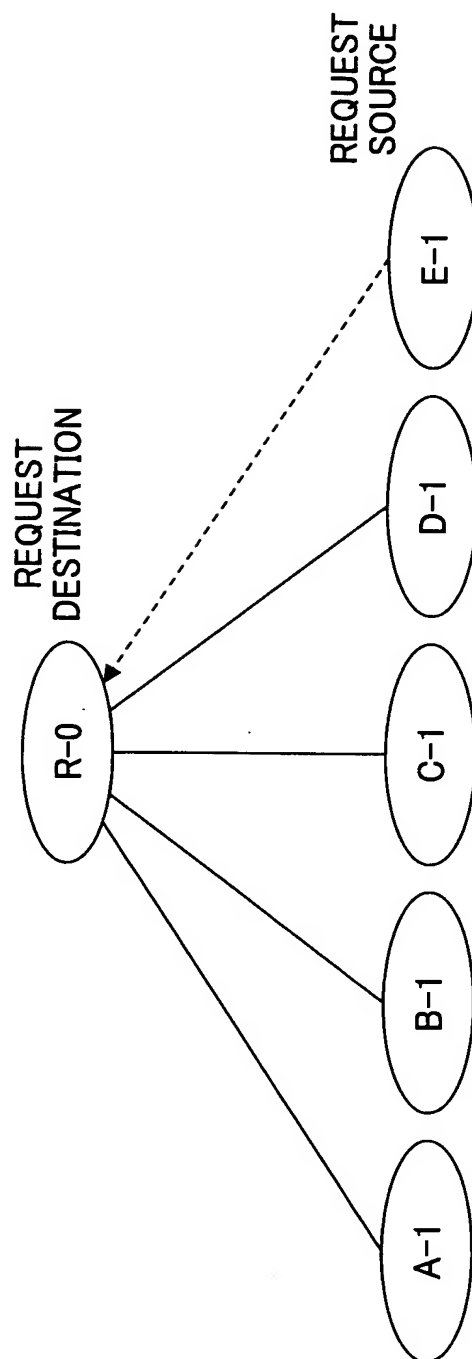 REQUEST
DESTINATION
R-0
REQUEST
SOURCE
A-1
B-1
C-1
D-1
E-1